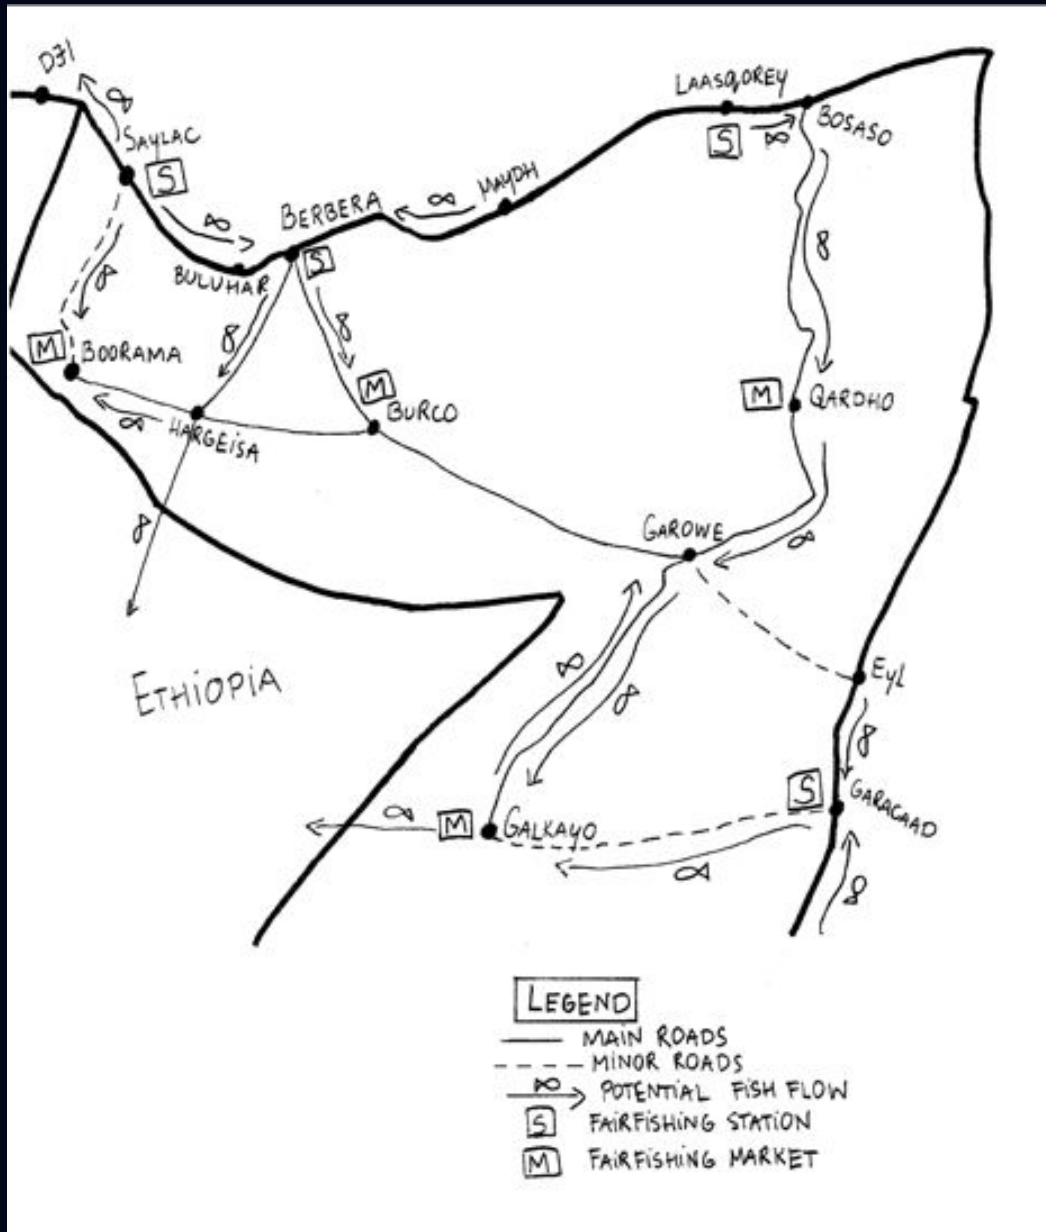 DJI
SAYLAC
S
BERBERA
S
BULUHAR
MAYDH
LAASQOREY
S
BOSASO
M
BOORAMA
HARGEISA
M
BURCO
M
QARDHO
GAROWE
EYL
ETHIOPIA
S
GARACAAD
M
GALKAYO
LEGEND
MAIN ROADS
MINOR ROADS
POTENTIAL FISH FLOW
S FAIRFISHING STATION
M FAIRFISHING MARKET